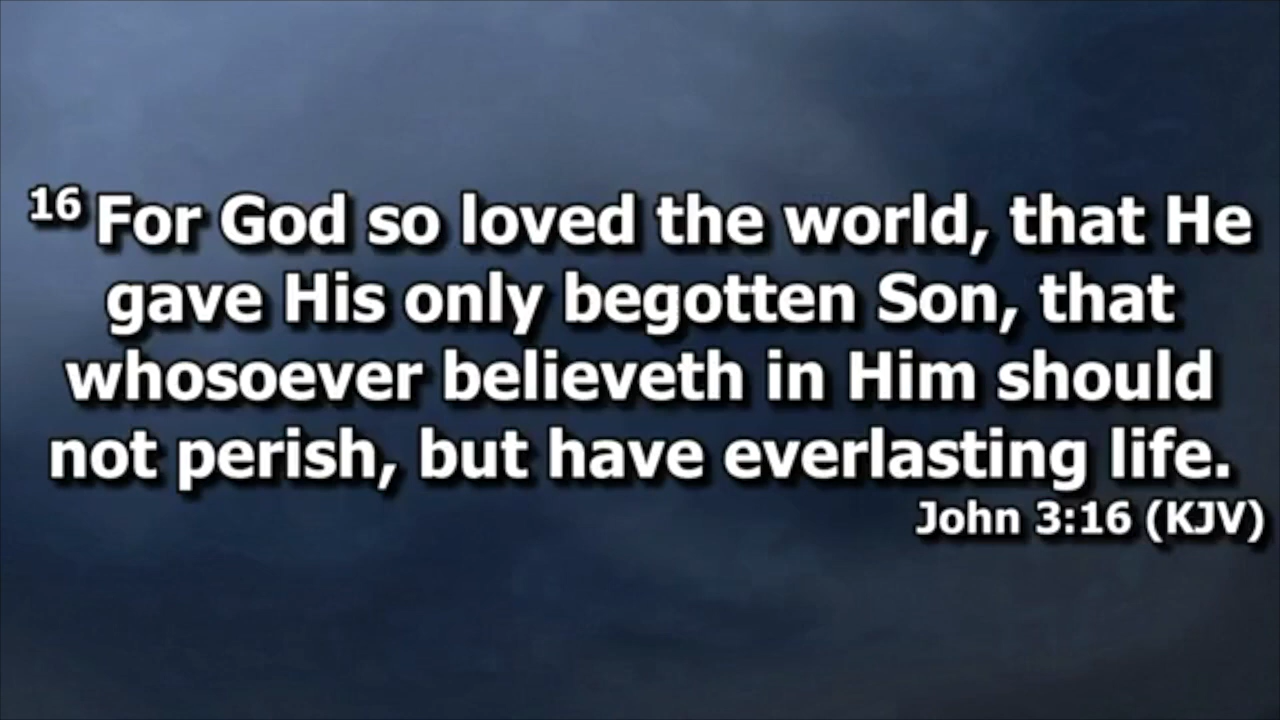 16 For God so loved the world, that He
gave His only begotten Son, that
whosoever believeth in Him should
not perish, but have everlasting life.
John 3:16 (KJV)